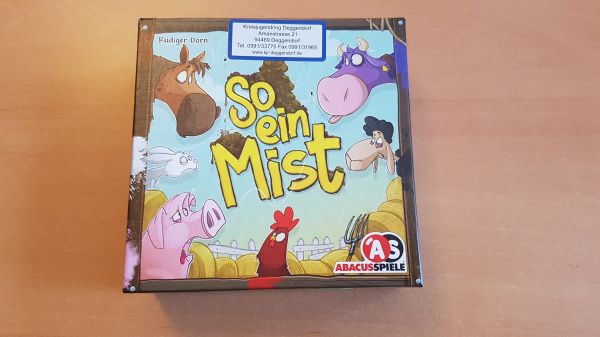 Rüdiger Dorn
Kreisjugendring Deggendorf
Amanstrasse 21
94469 Deggendorf
Tel. 0991/33775 Fax 0991/31965
www.kjr-deggendorf.de
So
ein
Mist
AS
ABACUSSPIELE